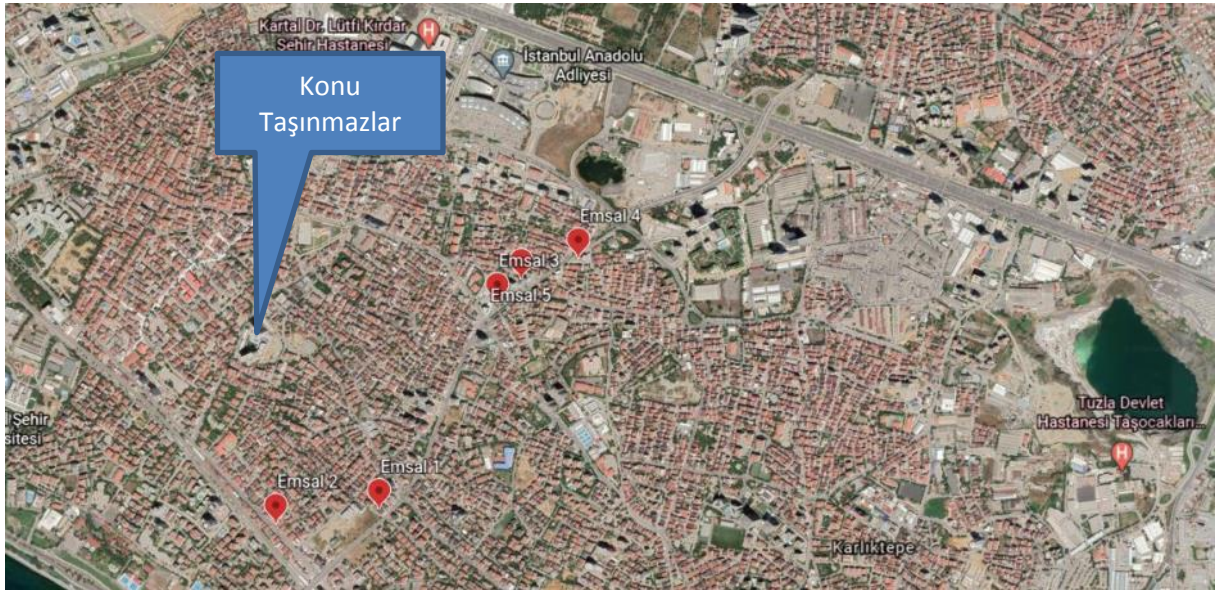 Kartal Dr. Lütfi Kırdar
Şehir Hastanesi
H
İstanbul Anadolu
Adliyesi
Konu
Taşınmazlar
Emsal 4
Emsal 3
Emsal 5
Şehir
sitesi
Tuzla Devlet
Hastanesi Taşocakları...
H
Emsal 1
Emsal 2
Karlıktepe